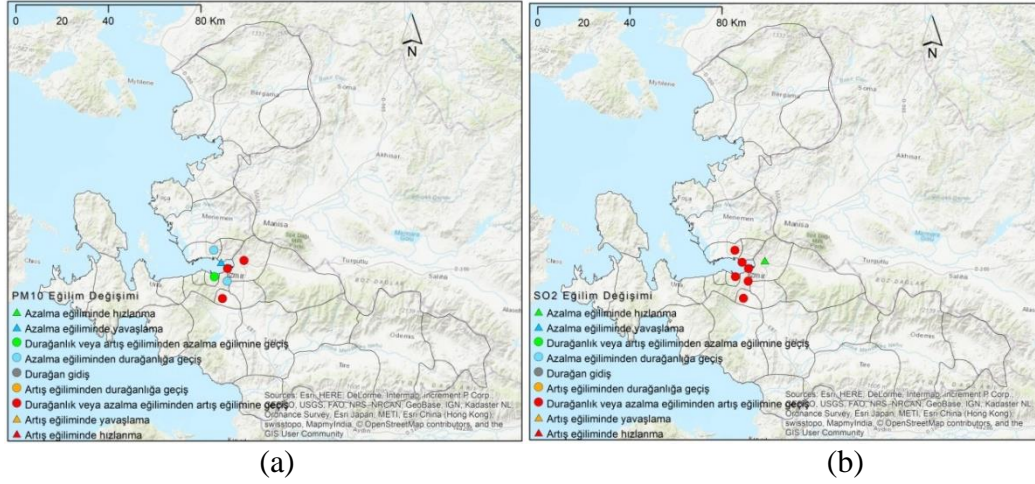 0 20 40 80 Km
N
Mytilene
Bergama
Soma
Akhisar
Foça
Menemen
Manisa
Turgutlu
Salihli
BOZ DAĞLAR
Ödemiş
Tire
PM10 Eğilim Değişimi
Azalma eğiliminde hızlanma
Azalma eğiliminde yavaşlama
Durağanlık veya artış eğiliminden azalma eğilimine geçiş
Azalma eğiliminden durağanlığa geçiş
Durağan gidiş
Artış eğiliminden durağanlığa geçiş
Durağanlık veya azalma eğiliminden artış eğilimine geçiş
Artış eğiliminde yavaşlama
Artış eğiliminde hızlanma
Sources: Esri, HERE, DeLorme, Intermap, increment P Corp.,
GEBCO, USGS, FAO, NPS, NRCAN, GeoBase, IGN, Kadaster NL,
Ordnance Survey, Esri Japan, METI, Esri China (Hong Kong),
swisstopo, MapmyIndia, © OpenStreetMap contributors, and the
GIS User Community
(a)
0 20 40 80 Km
N
Mytilene
Bergama
Soma
Akhisar
Foça
Menemen
Manisa
Turgutlu
Salihli
BOZ DAĞLAR
Ödemiş
Tire
SO2 Eğilim Değişimi
Azalma eğiliminde hızlanma
Azalma eğiliminde yavaşlama
Durağanlık veya artış eğiliminden azalma eğilimine geçiş
Azalma eğiliminden durağanlığa geçiş
Durağan gidiş
Artış eğiliminden durağanlığa geçiş
Durağanlık veya azalma eğiliminden artış eğilimine geçiş
Artış eğiliminde yavaşlama
Artış eğiliminde hızlanma
Sources: Esri, HERE, DeLorme, Intermap, increment P Corp.,
GEBCO, USGS, FAO, NPS, NRCAN, GeoBase, IGN, Kadaster NL,
Ordnance Survey, Esri Japan, METI, Esri China (Hong Kong),
swisstopo, MapmyIndia, © OpenStreetMap contributors, and the
GIS User Community
(b)